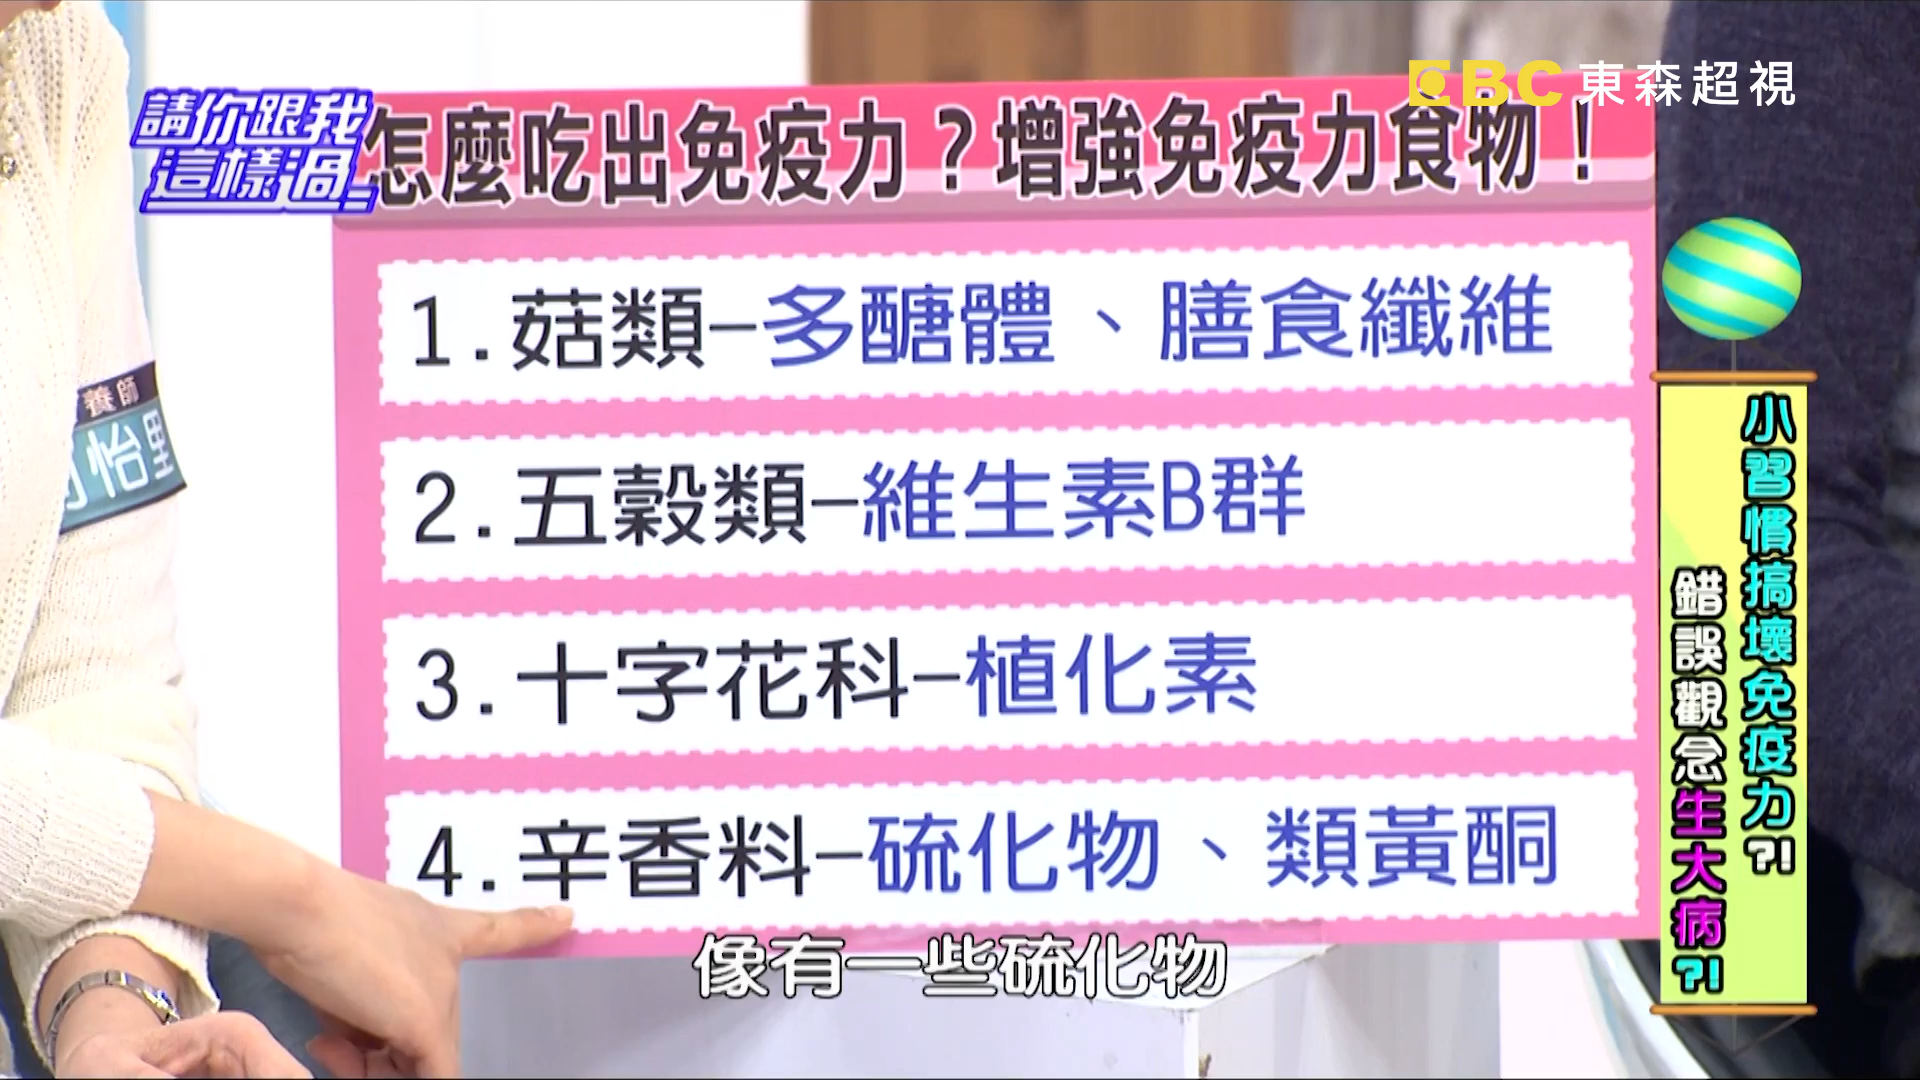 EBC 東森超視
請你跟我
這樣過
怎麼吃出免疫力？增強免疫力食物！
1.菇類-多醣體、膳食纖維
2.五穀類-維生素B群
3.十字花科-植化素
4.辛香料-硫化物、類黃酮
養師
怡里
小習慣搞壞免疫力?!
錯誤觀念生大病?!
像有一些硫化物